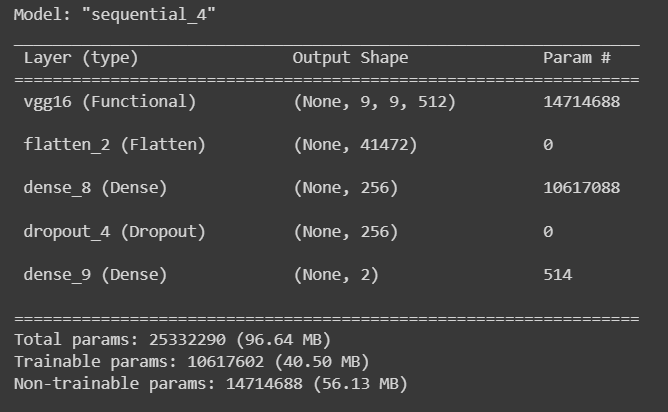 Model: "sequential_4"
_________________________________________________________________
Layer (type) Output Shape Param #
=================================================================
vgg16 (Functional) (None, 9, 9, 512) 14714688
flatten_2 (Flatten) (None, 41472) 0
dense_8 (Dense) (None, 256) 10617088
dropout_4 (Dropout) (None, 256) 0
dense_9 (Dense) (None, 2) 514
=================================================================
Total params: 25332290 (96.64 MB)
Trainable params: 10617602 (40.50 MB)
Non-trainable params: 14714688 (56.13 MB)